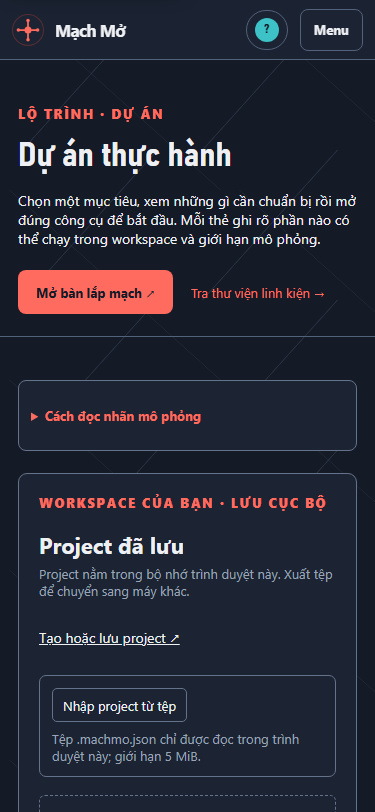 Mạch Mở
?
Menu
LỘ TRÌNH · DỰ ÁN
Dự án thực hành
Chọn một mục tiêu, xem những gì cần chuẩn bị rồi mở
đúng công cụ để bắt đầu. Mỗi thẻ ghi rõ phần nào có
thể chạy trong workspace và giới hạn mô phỏng.
Mở bàn lắp mạch ↗
Tra thư viện linh kiện →
▶ Cách đọc nhãn mô phỏng
WORKSPACE CỦA BẠN · LƯU CỤC BỘ
Project đã lưu
Project nằm trong bộ nhớ trình duyệt này. Xuất tệp
để chuyển sang máy khác.
Tạo hoặc lưu project ↗
Nhập project từ tệp
Tệp .machmo.json chỉ được đọc trong trình
duyệt này; giới hạn 5 MiB.